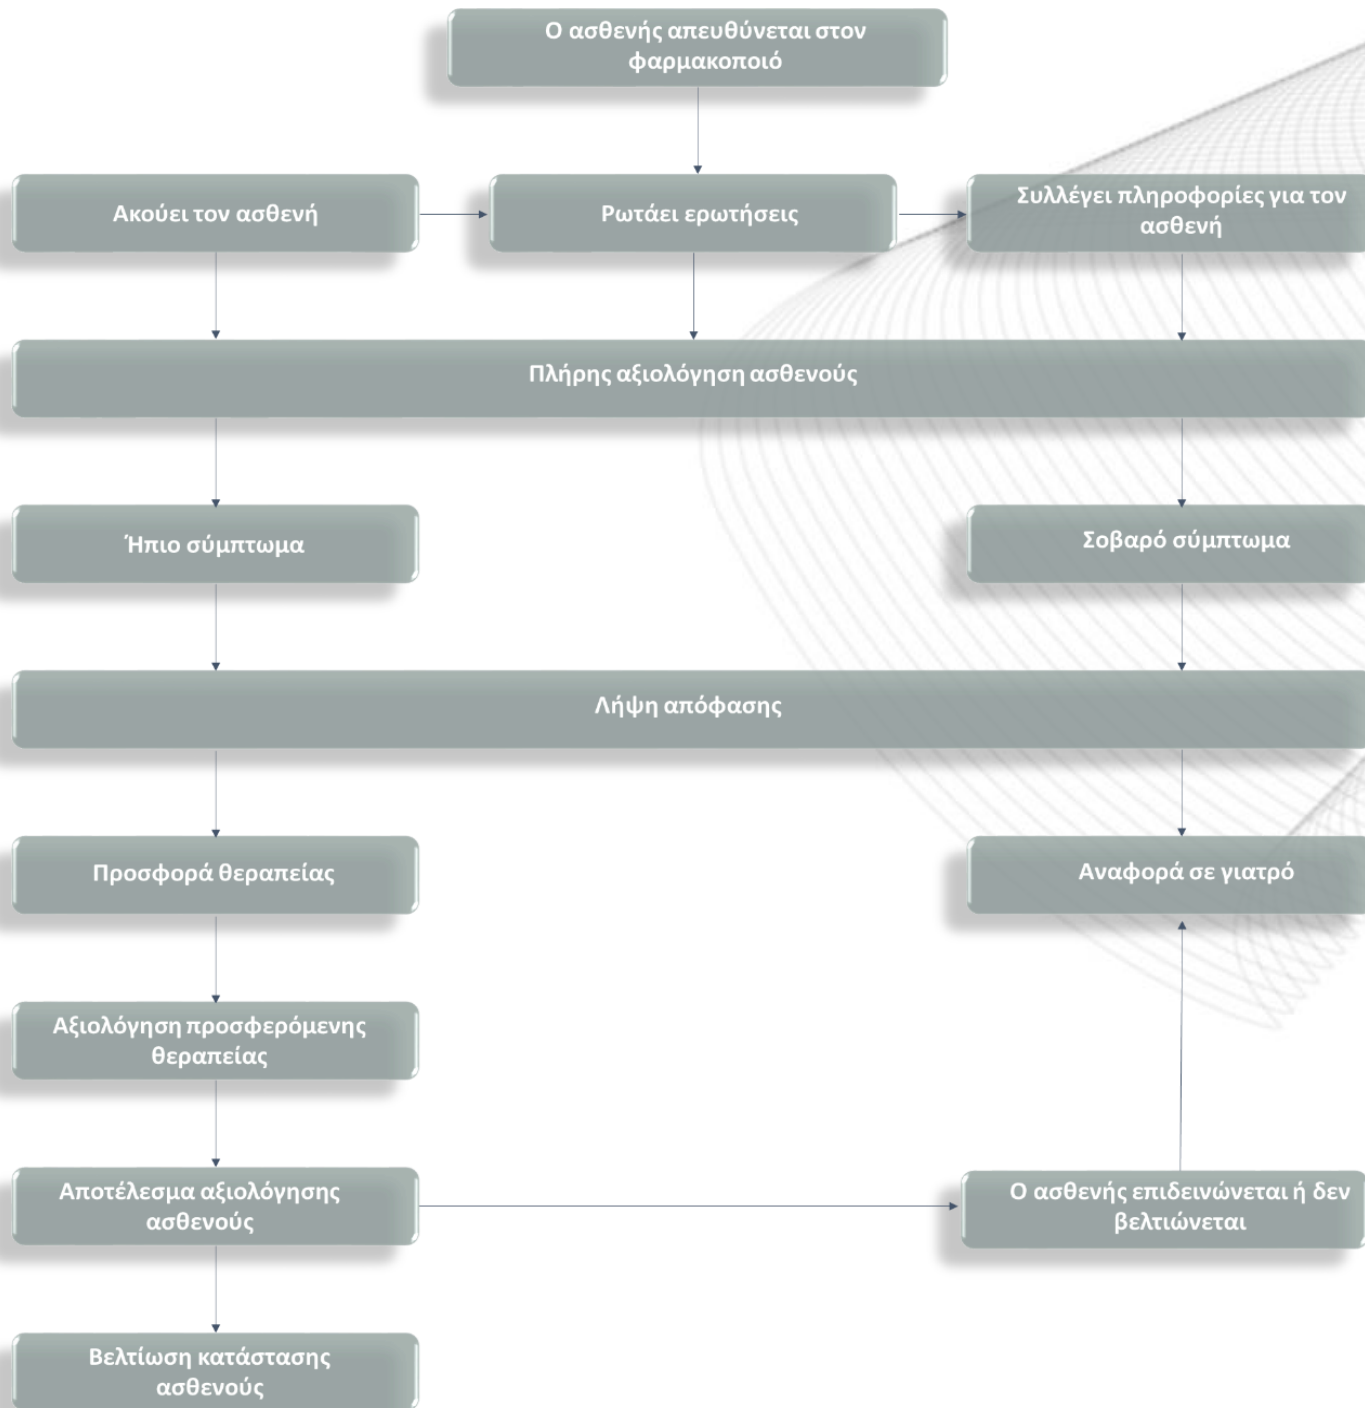 Ο ασθενής απευθύνεται στον
φαρμακοποιό
Ακούει τον ασθενή
Ρωτάει ερωτήσεις
Συλλέγει πληροφορίες για τον
ασθενή
Πλήρης αξιολόγηση ασθενούς
Ήπιο σύμπτωμα
Σοβαρό σύμπτωμα
Λήψη απόφασης
Προσφορά θεραπείας
Αναφορά σε γιατρό
Αξιολόγηση προσφερόμενης
θεραπείας
Αποτέλεσμα αξιολόγησης
ασθενούς
Ο ασθενής επιδεινώνεται ή δεν
βελτιώνεται
Βελτίωση κατάστασης
ασθενούς